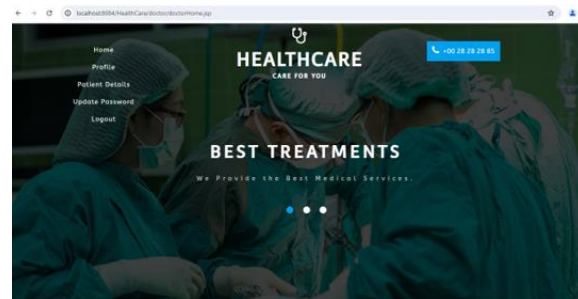 localhost:8084/HealthCare/doctor/doctorHome.jsp
Home
Profile
Patient Details
Update Password
Logout
HEALTHCARE
CARE FOR YOU
+00 28 28 28 85
BEST TREATMENTS
We Provide the Best Medical Services.